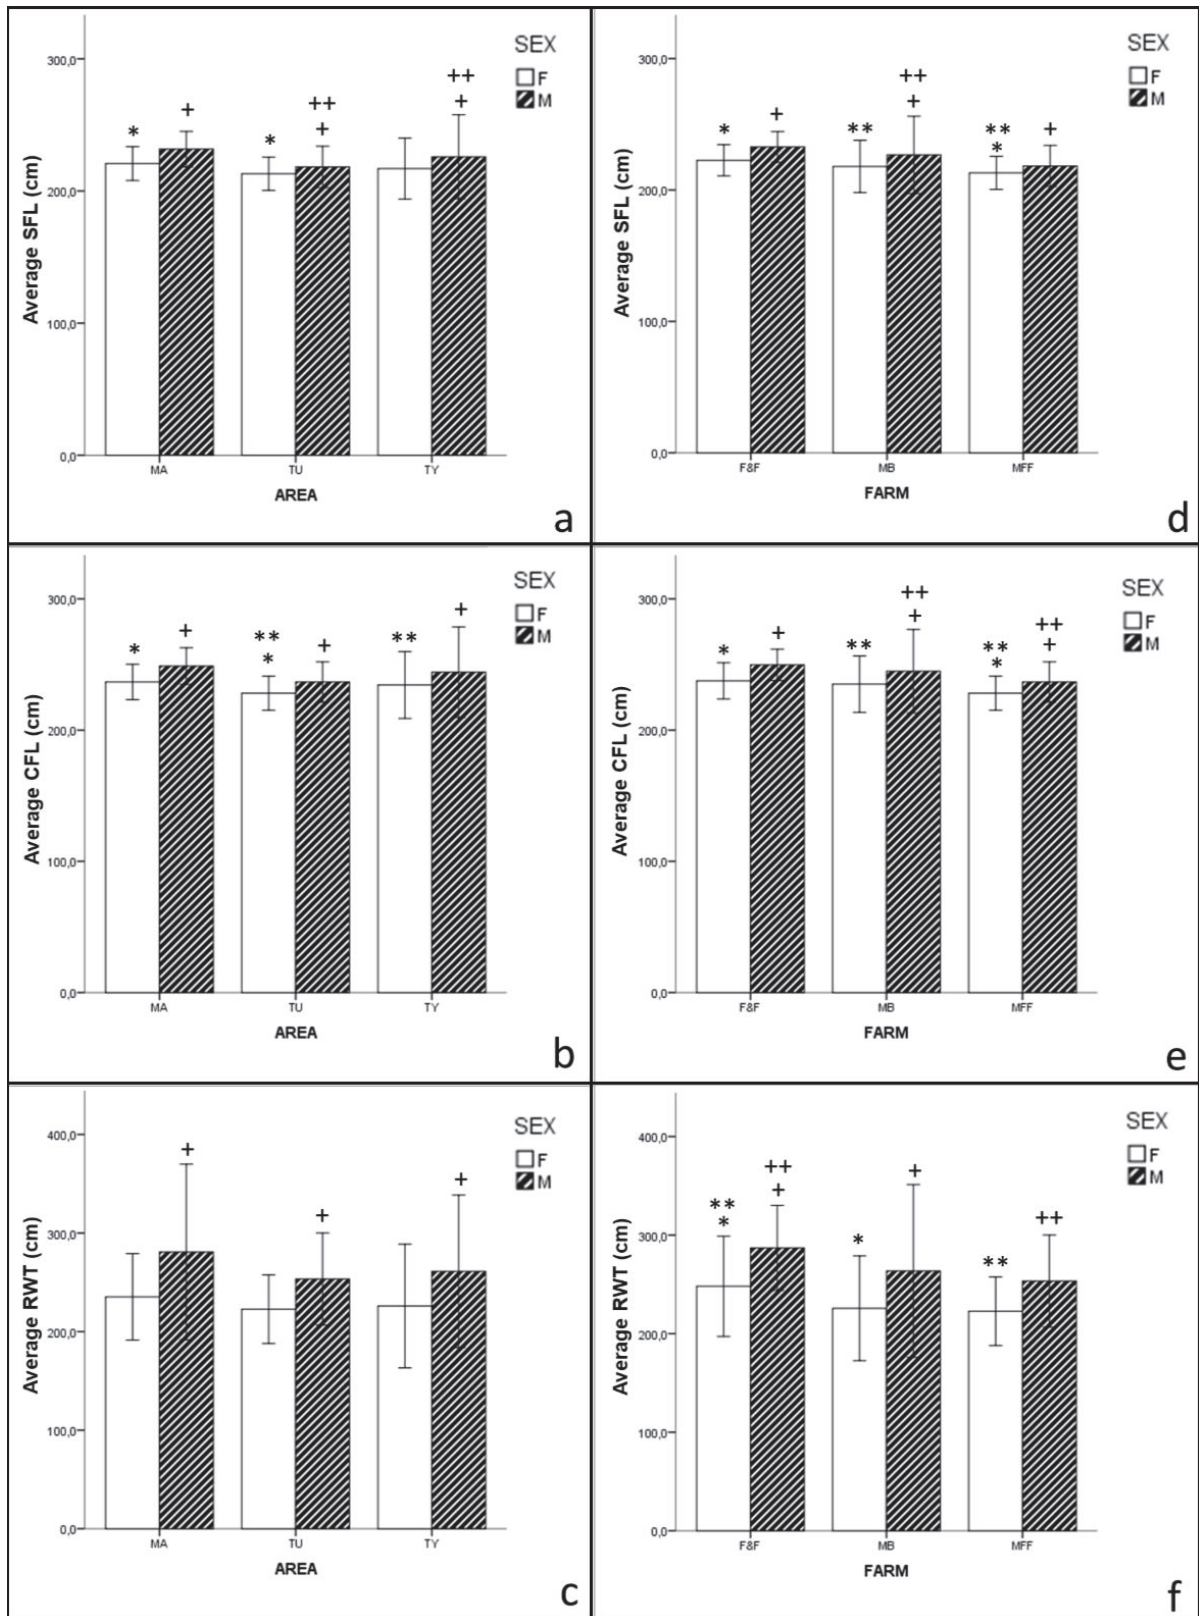 SEX
F
M
300,0
200,0
100,0
0,0
Average SFL (cm)
*
+
*
++
+
++
+
MA
TU
TY
AREA
a
SEX
F
M
300,0
200,0
100,0
0,0
Average SFL (cm)
*
+
**
++
+
**
*
+
F&F
MB
MFF
FARM
d
SEX
F
M
300,0
200,0
100,0
0,0
Average CFL (cm)
*
+
**
*
+
**
+
MA
TU
TY
AREA
b
SEX
F
M
300,0
200,0
100,0
0,0
Average CFL (cm)
*
+
**
++
+
**
*
++
+
F&F
MB
MFF
FARM
e
SEX
F
M
400,0
300,0
200,0
100,0
0,0
Average RWT (cm)
+
+
+
MA
TU
TY
AREA
c
SEX
F
M
400,0
300,0
200,0
100,0
0,0
Average RWT (cm)
**
*
++
+
*
+
**
++
F&F
MB
MFF
FARM
f